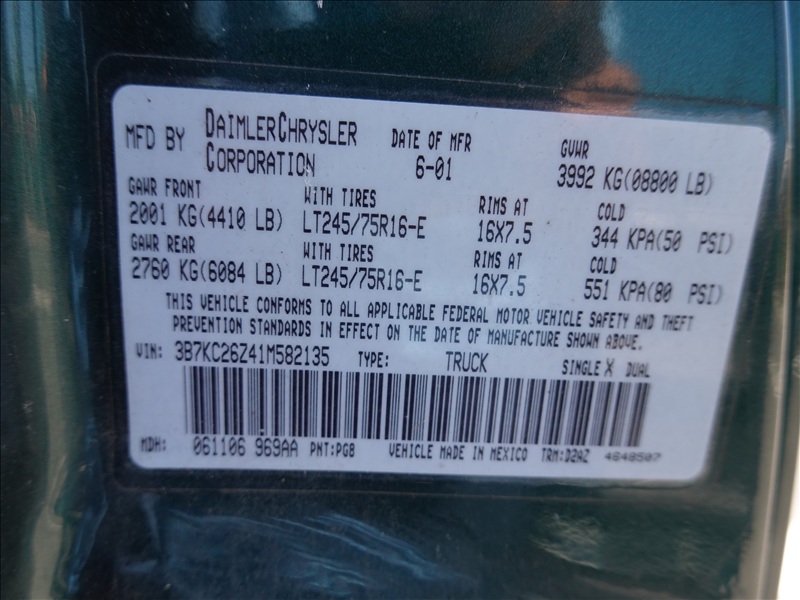 MFD BY DAIMLERCHRYSLER CORPORATION DATE OF MFR 6-01 GVWR 3992 KG(08800 LB)
GAWR FRONT WITH TIRES RIMS AT COLD
2001 KG(4410 LB) LT245/75R16-E 16X7.5 344 KPA(50 PSI)
GAWR REAR WITH TIRES RIMS AT COLD
2760 KG(6084 LB) LT245/75R16-E 16X7.5 551 KPA(80 PSI)
THIS VEHICLE CONFORMS TO ALL APPLICABLE FEDERAL MOTOR VEHICLE SAFETY AND THEFT
PREVENTION STANDARDS IN EFFECT ON THE DATE OF MANUFACTURE SHOWN ABOVE.
VIN: 3B7KC26Z41M582135 TYPE: TRUCK SINGLE X DUAL
MDH: 061106 969AA PNT:PG8 VEHICLE MADE IN MEXICO TRM:D2AZ 4648507